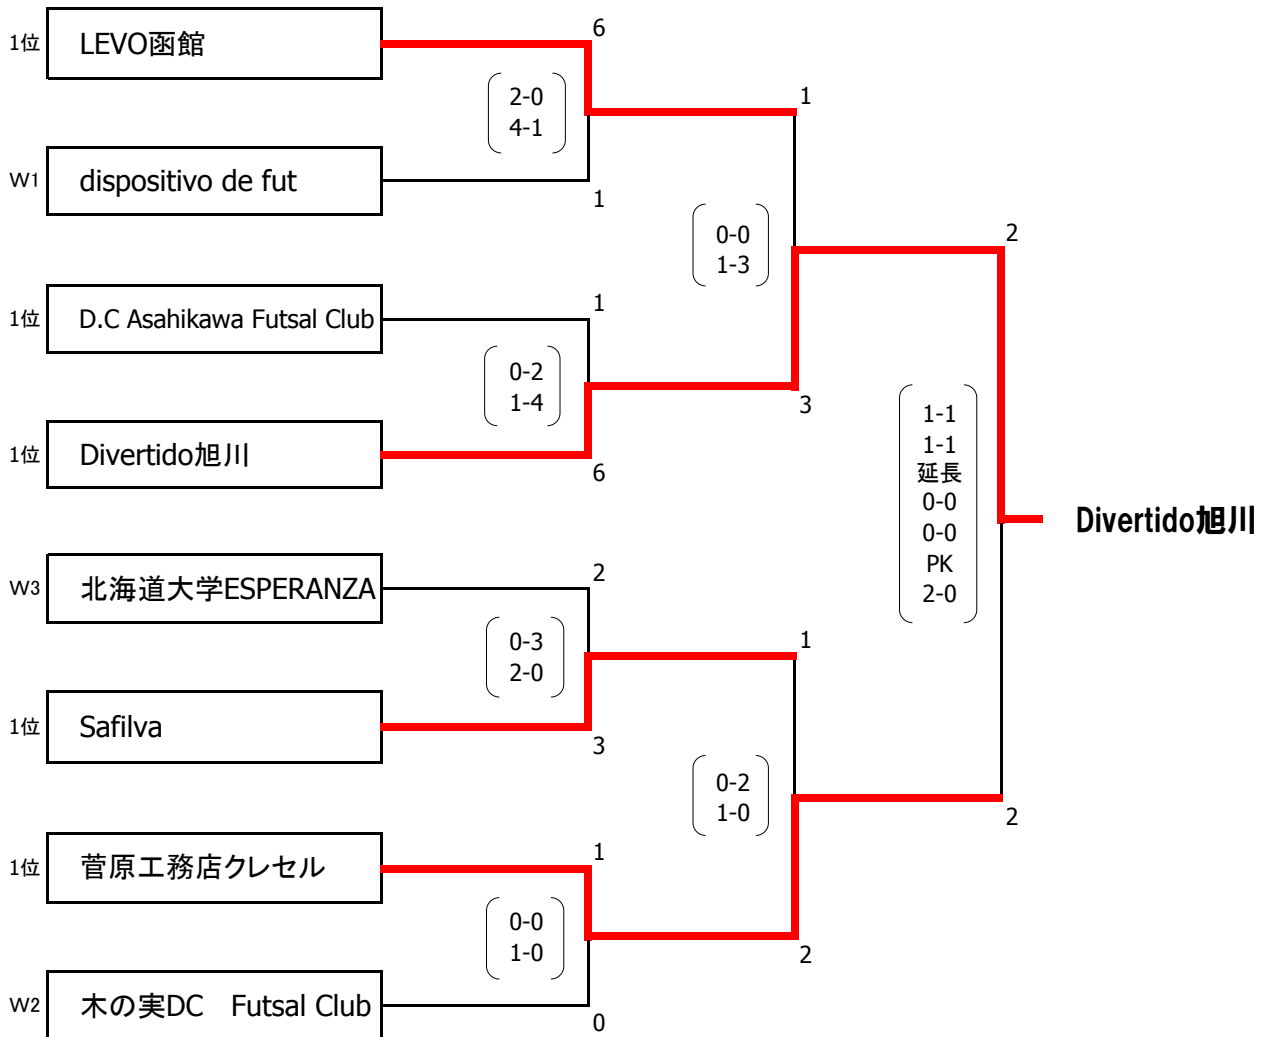 1位 LEVO函館
6
2-0
4-1
1
W1 dispositivo de fut
1
0-0
1-3
2
1位 D.C Asahikawa Futsal Club
1
0-2
1-4
3
1位 Divertido旭川
6
1-1
1-1
延長
0-0
0-0
PK
2-0
Divertido旭川
W3 北海道大学ESPERANZA
2
0-3
2-0
1
1位 Safilva
3
0-2
1-0
2
1位 菅原工務店クレセル
1
0-0
1-0
2
W2 木の実DC　Futsal Club
0